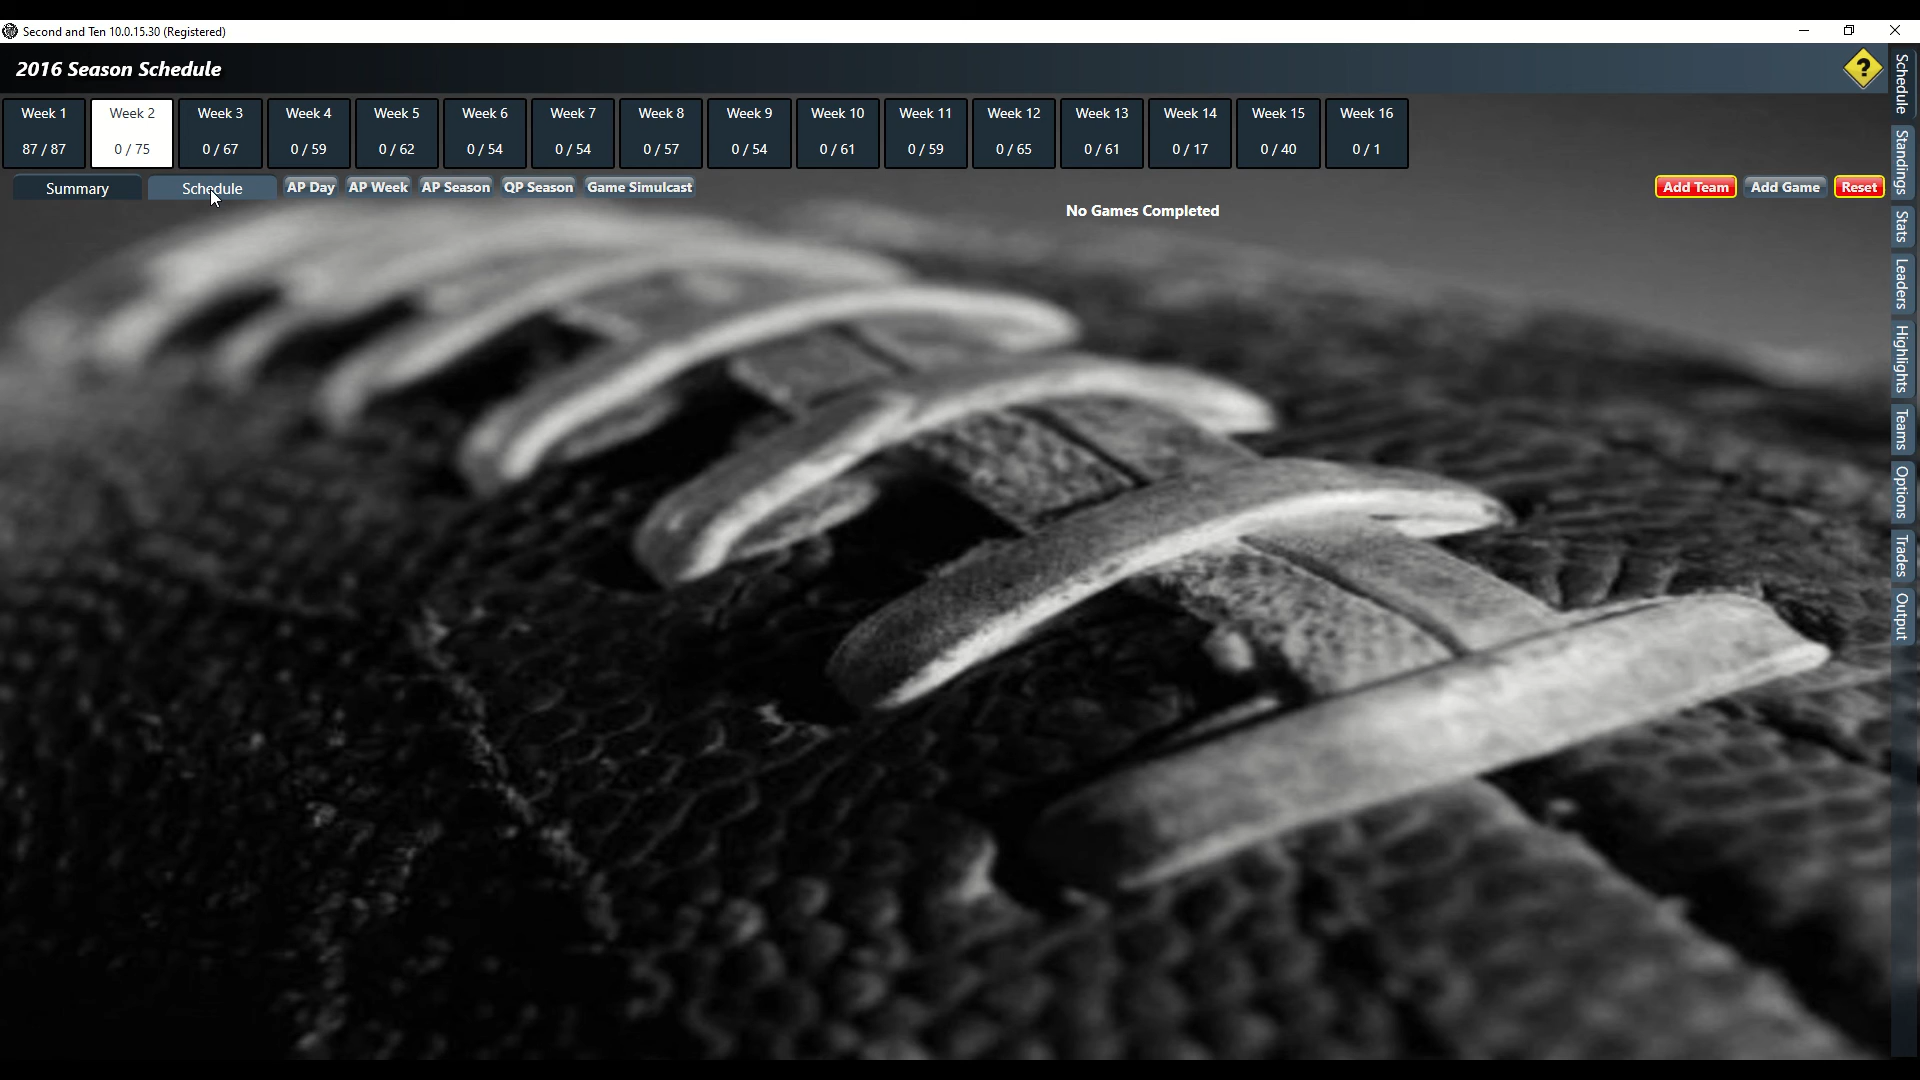 Second and Ten 10.0.15.30 (Registered)
2016 Season Schedule
?
Week 1 Week 2 Week 3 Week 4 Week 5 Week 6 Week 7 Week 8 Week 9 Week 10 Week 11 Week 12 Week 13 Week 14 Week 15 Week 16
87 / 87 0 / 75 0 / 67 0 / 59 0 / 62 0 / 54 0 / 54 0 / 57 0 / 54 0 / 61 0 / 59 0 / 65 0 / 61 0 / 17 0 / 40 0 / 1
Summary Schedule AP Day AP Week AP Season QP Season Game Simulcast Add Team Add Game Reset
No Games Completed
Schedule
Standings
Stats
Leaders
Highlights
Teams
Options
Trades
Output